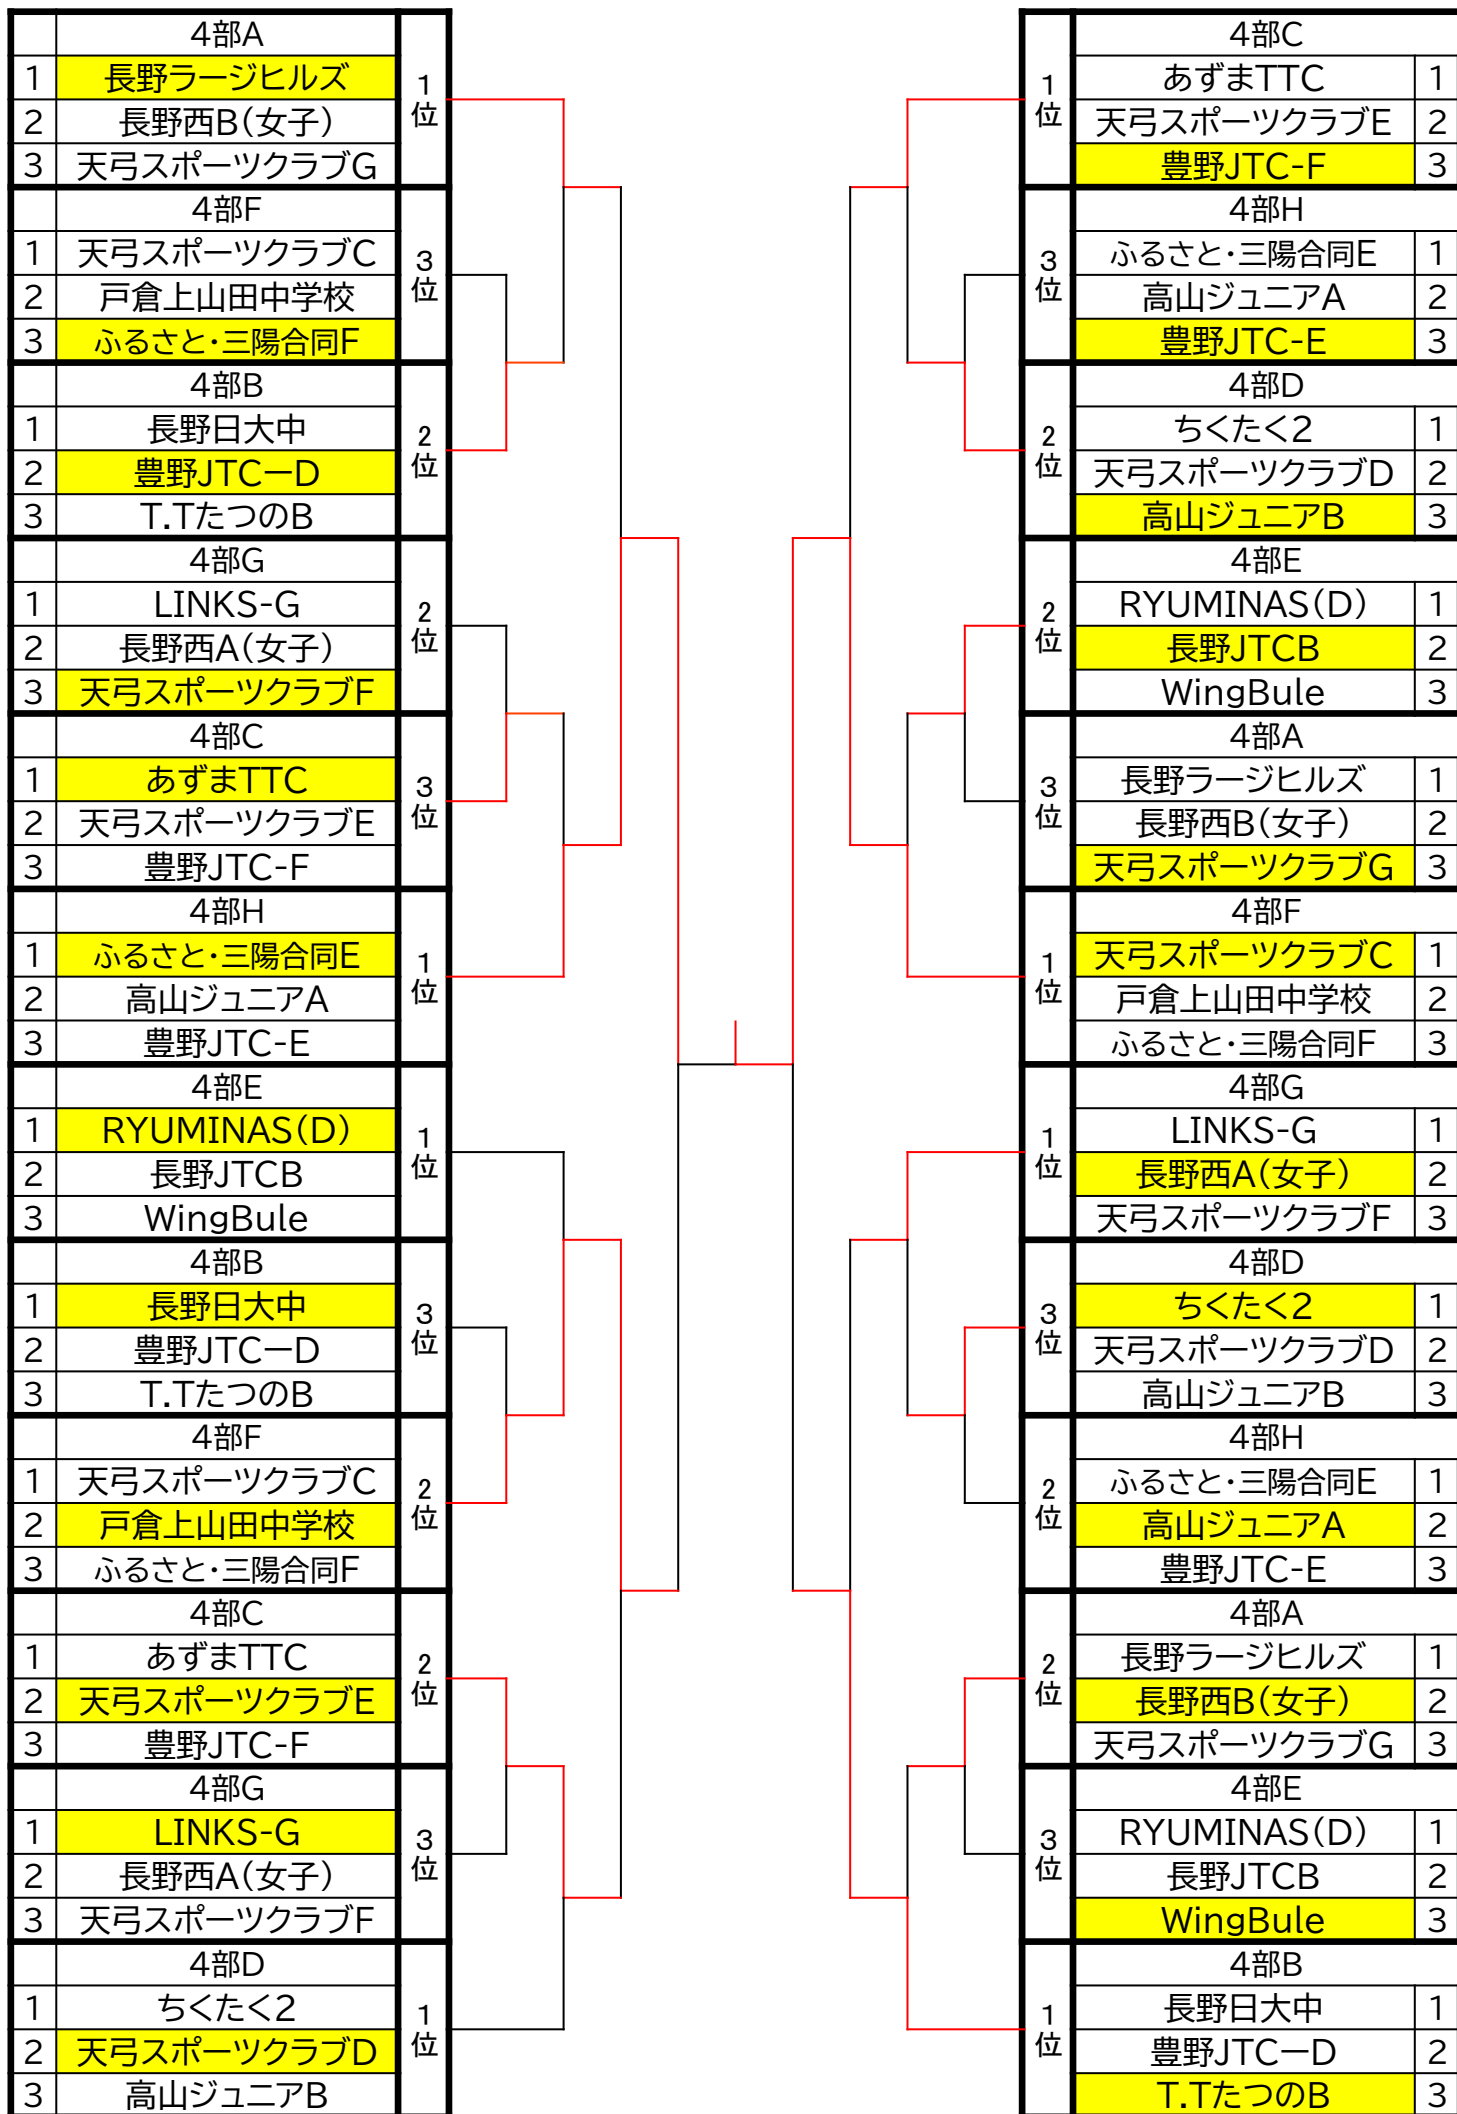 4部A
1 長野ラージヒルズ
2 長野西B(女子)
3 天弓スポーツクラブG
1位
4部F
1 天弓スポーツクラブC
2 戸倉上山田中学校
3 ふるさと・三陽合同F
3位
4部B
1 長野日大中
2 豊野JTCーD
3 T.TたつのB
2位
4部G
1 LINKS-G
2 長野西A(女子)
3 天弓スポーツクラブF
2位
4部C
1 あずまTTC
2 天弓スポーツクラブE
3 豊野JTC-F
3位
4部H
1 ふるさと・三陽合同E
2 高山ジュニアA
3 豊野JTC-E
1位
4部E
1 RYUMINAS(D)
2 長野JTCB
3 WingBule
1位
4部B
1 長野日大中
2 豊野JTCーD
3 T.TたつのB
3位
4部F
1 天弓スポーツクラブC
2 戸倉上山田中学校
3 ふるさと・三陽合同F
2位
4部C
1 あずまTTC
2 天弓スポーツクラブE
3 豊野JTC-F
2位
4部G
1 LINKS-G
2 長野西A(女子)
3 天弓スポーツクラブF
3位
4部D
1 ちくたく2
2 天弓スポーツクラブD
3 高山ジュニアB
1位
1位
4部C
あずまTTC 1
天弓スポーツクラブE 2
豊野JTC-F 3
3位
4部H
ふるさと・三陽合同E 1
高山ジュニアA 2
豊野JTC-E 3
2位
4部D
ちくたく2 1
天弓スポーツクラブD 2
高山ジュニアB 3
2位
4部E
RYUMINAS(D) 1
長野JTCB 2
WingBule 3
3位
4部A
長野ラージヒルズ 1
長野西B(女子) 2
天弓スポーツクラブG 3
1位
4部F
天弓スポーツクラブC 1
戸倉上山田中学校 2
ふるさと・三陽合同F 3
1位
4部G
LINKS-G 1
長野西A(女子) 2
天弓スポーツクラブF 3
3位
4部D
ちくたく2 1
天弓スポーツクラブD 2
高山ジュニアB 3
2位
4部H
ふるさと・三陽合同E 1
高山ジュニアA 2
豊野JTC-E 3
2位
4部A
長野ラージヒルズ 1
長野西B(女子) 2
天弓スポーツクラブG 3
3位
4部E
RYUMINAS(D) 1
長野JTCB 2
WingBule 3
1位
4部B
長野日大中 1
豊野JTCーD 2
T.TたつのB 3